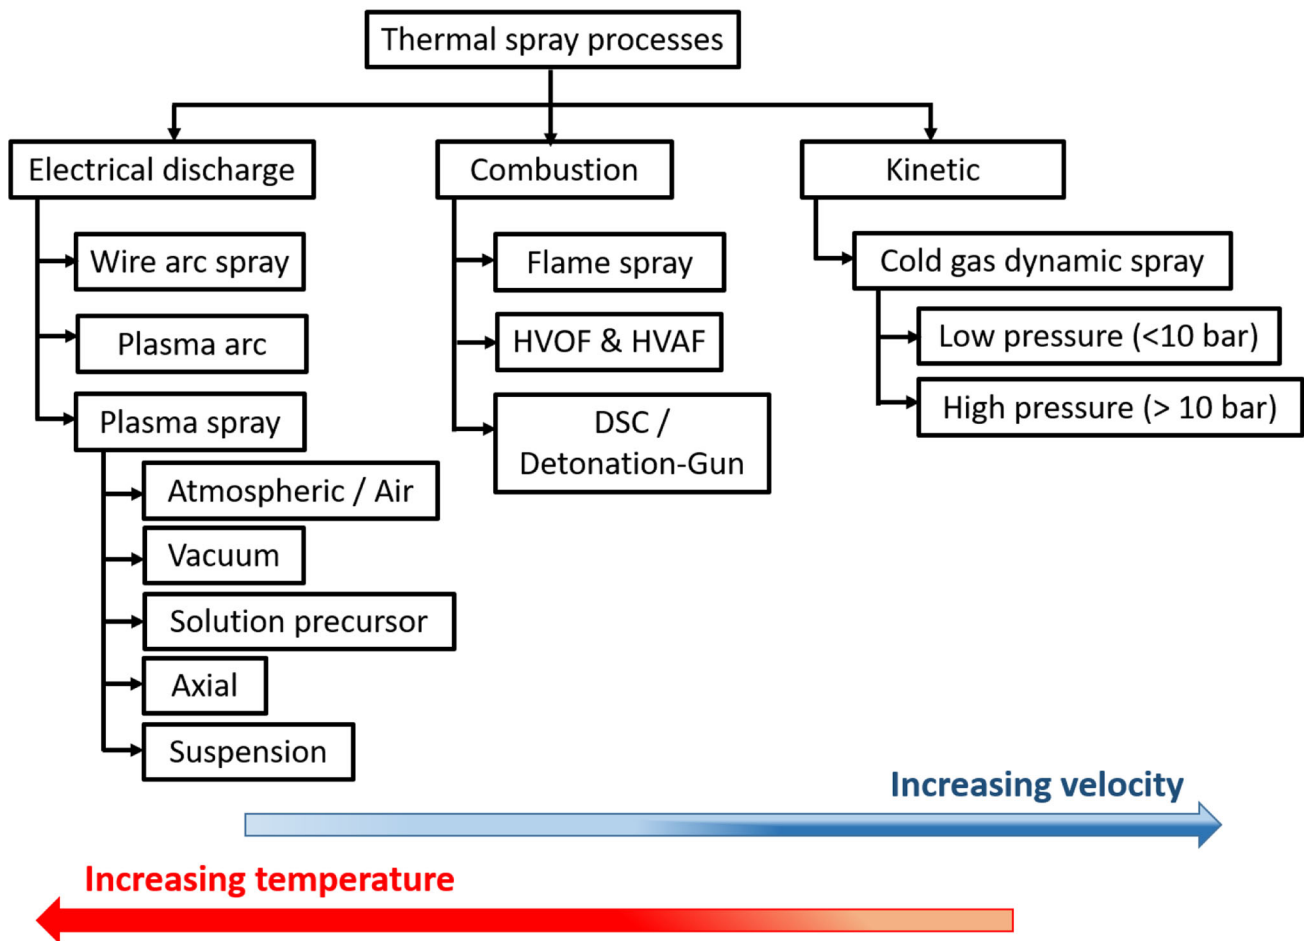 Thermal spray processes
Electrical discharge
Wire arc spray
Plasma arc
Plasma spray
Atmospheric / Air
Vacuum
Solution precursor
Axial
Suspension
Combustion
Flame spray
HVOF & HVAF
DSC /
Detonation-Gun
Kinetic
Cold gas dynamic spray
Low pressure (<10 bar)
High pressure (> 10 bar)
Increasing velocity
Increasing temperature